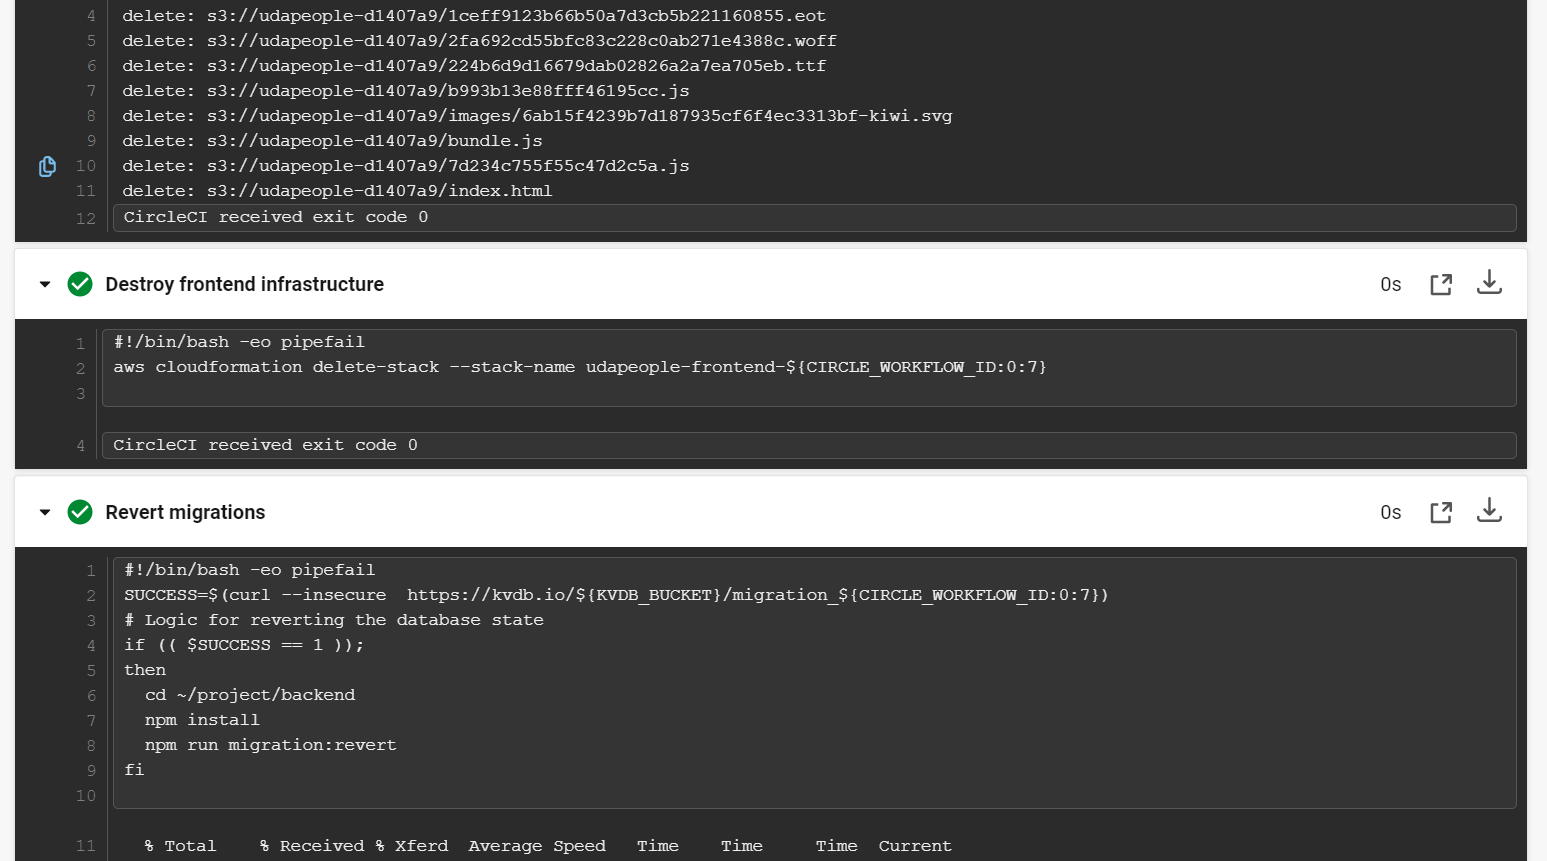 4 delete: s3://udapeople-d1407a9/1ceff9123b66b50a7d3cb5b221160855.eot
5 delete: s3://udapeople-d1407a9/2fa692cd55bfc83c228c0ab271e4388c.woff
6 delete: s3://udapeople-d1407a9/224b6d9d16679dab02826a2a7ea705eb.ttf
7 delete: s3://udapeople-d1407a9/b993b13e88fff46195cc.js
8 delete: s3://udapeople-d1407a9/images/6ab15f4239b7d187935cf6f4ec3313bf-kiwi.svg
9 delete: s3://udapeople-d1407a9/bundle.js
10 delete: s3://udapeople-d1407a9/7d234c755f55c47d2c5a.js
11 delete: s3://udapeople-d1407a9/index.html
12 CircleCI received exit code 0
Destroy frontend infrastructure 0s
1 #!/bin/bash -eo pipefail
2 aws cloudformation delete-stack --stack-name udapeople-frontend-${CIRCLE_WORKFLOW_ID:0:7}
3
4 CircleCI received exit code 0
Revert migrations 0s
1 #!/bin/bash -eo pipefail
2 SUCCESS=$(curl --insecure  https://kvdb.io/${KVDB_BUCKET}/migration_${CIRCLE_WORKFLOW_ID:0:7})
3 # Logic for reverting the database state
4 if (( $SUCCESS == 1 ));
5 then
6   cd ~/project/backend
7   npm install
8   npm run migration:revert
9 fi
10
11   % Total    % Received % Xferd  Average Speed   Time    Time     Time  Current